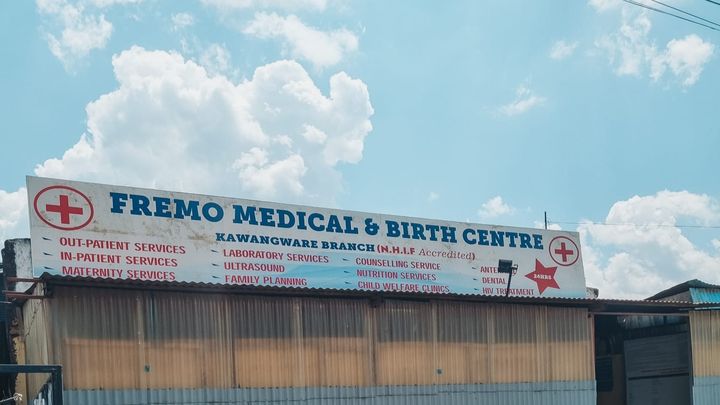 FREMO MEDICAL & BIRTH CENTRE
KAWANGWARE BRANCH (N.H.I.F Accredited)
- OUT-PATIENT SERVICES
- IN-PATIENT SERVICES
- MATERNITY SERVICES
- LABORATORY SERVICES
- ULTRASOUND
- FAMILY PLANNING
- COUNSELLING SERVICE
- NUTRITION SERVICES
- CHILD WELFARE CLINICS
DENTAL
HIV TREATMENT
24HRS